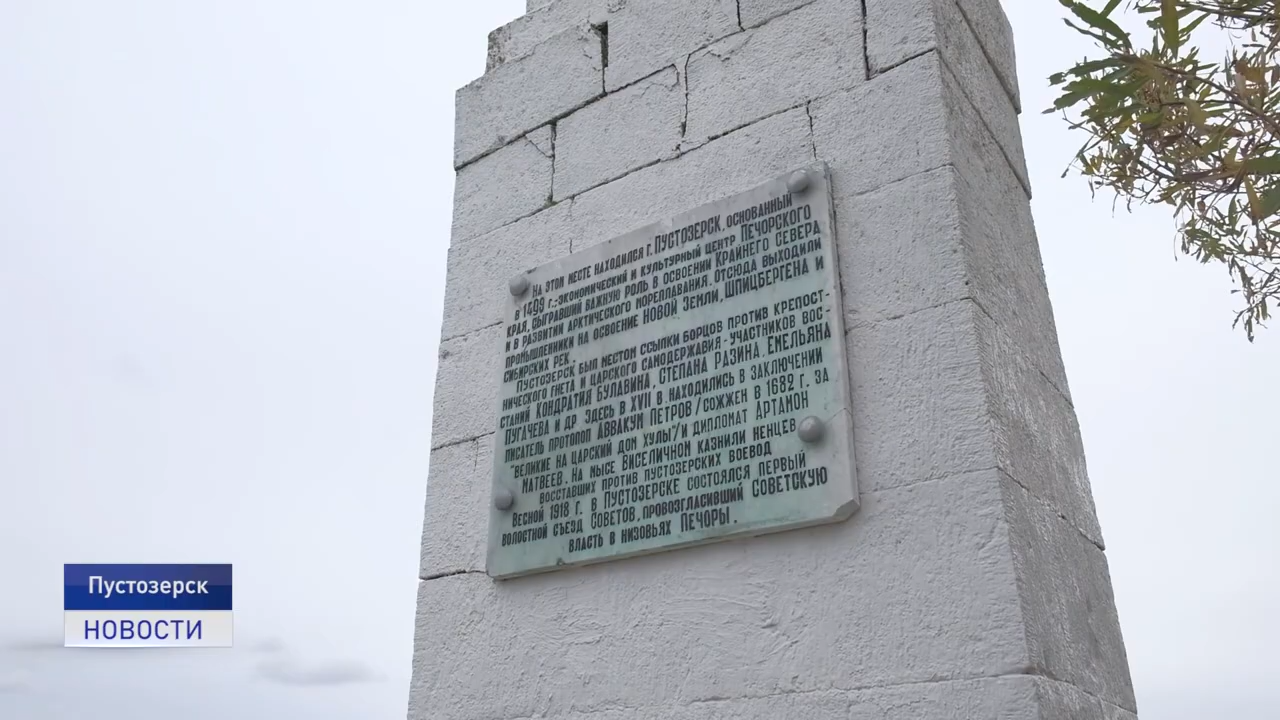 На этом месте находился г. Пустозерск, основанный
в 1499 г.-экономический и культурный центр Печорского
края, сыгравший важную роль в освоении Крайнего Севера
и в развитии арктического мореплавания. Отсюда выходили
промышленники на освоение Новой Земли, Шпицбергена и
сибирских рек.
Пустозерск был местом ссылки борцов против крепост-
нического гнета и царского самодержавия-участников вос-
станий Кондратия Булавина, Степана Разина, Емельяна
Пугачева и др. Здесь в XVII в. находились в заключении
писатель протопоп Аввакум Петров /сожжен в 1682 г. за
"великие на царский дом хулы"/ и дипломат Артамон
Матвеев. На мысе Виселичном казнили ненцев,
восставших против пустозерских воевод
Весной 1918 г. в Пустозерске состоялся первый
волостной съезд Советов, провозгласивший Советскую
власть в низовьях Печоры.
Пустозерск
НОВОСТИ